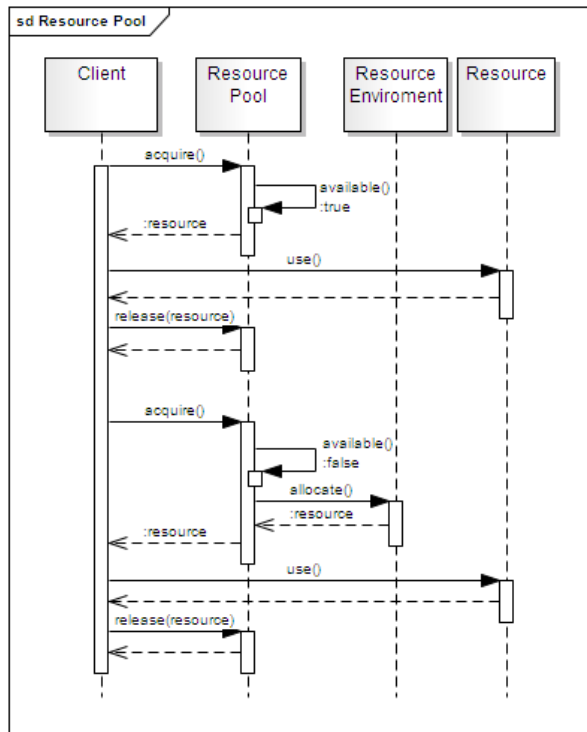 sd Resource Pool
Client
Resource
Pool
Resource
Enviroment
Resource
acquire()
available()
:true
:resource
use()
release(resource)
acquire()
available()
:false
allocate()
:resource
:resource
use()
release(resource)